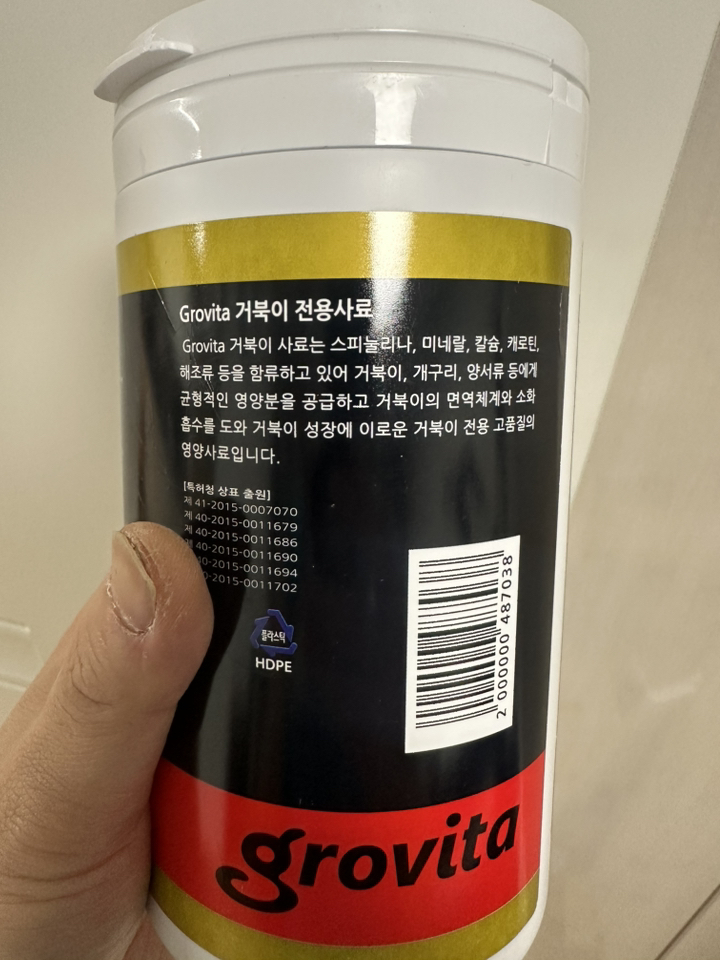 Grovita 거북이 전용사료
Grovita 거북이 사료는 스피눌리나, 미네랄, 칼슘, 캐로틴,
해조류 등을 함류하고 있어 거북이, 개구리, 양서류 등에게
균형적인 영양분을 공급하고 거북이의 면역체계와 소화
흡수를 도와 거북이 성장에 이로운 거북이 전용 고품질의
영양사료입니다.
[특허청 상표 출원]
제 41-2015-0007070
제 40-2015-0011679
제 40-2015-0011686
제 40-2015-0011690
40-2015-0011694
0-2015-0011702
플라스틱
HDPE
2 000000 487038
grovita